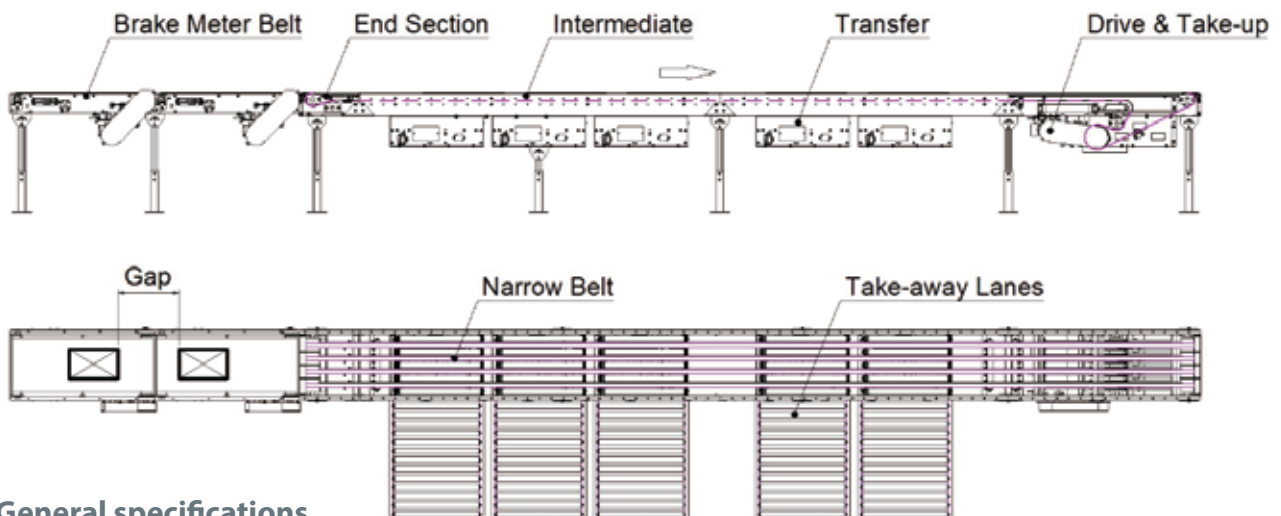 Brake Meter Belt End Section Intermediate Transfer Drive & Take-up
Gap
Narrow Belt Take-away Lanes
General specifications